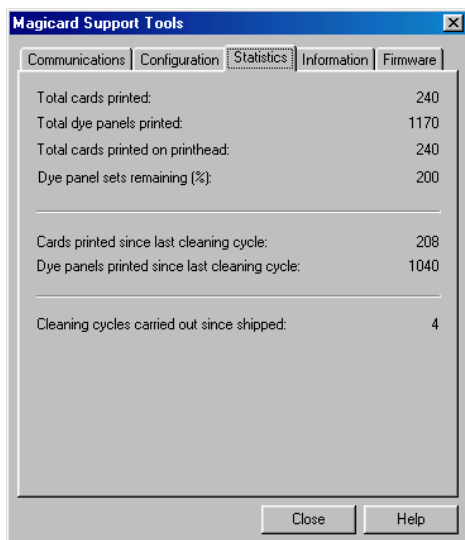 Magicard Support Tools
Communications Configuration Statistics Information Firmware
Total cards printed: 240
Total dye panels printed: 1170
Total cards printed on printhead: 240
Dye panel sets remaining (%): 200
Cards printed since last cleaning cycle: 208
Dye panels printed since last cleaning cycle: 1040
Cleaning cycles carried out since shipped: 4
Close Help